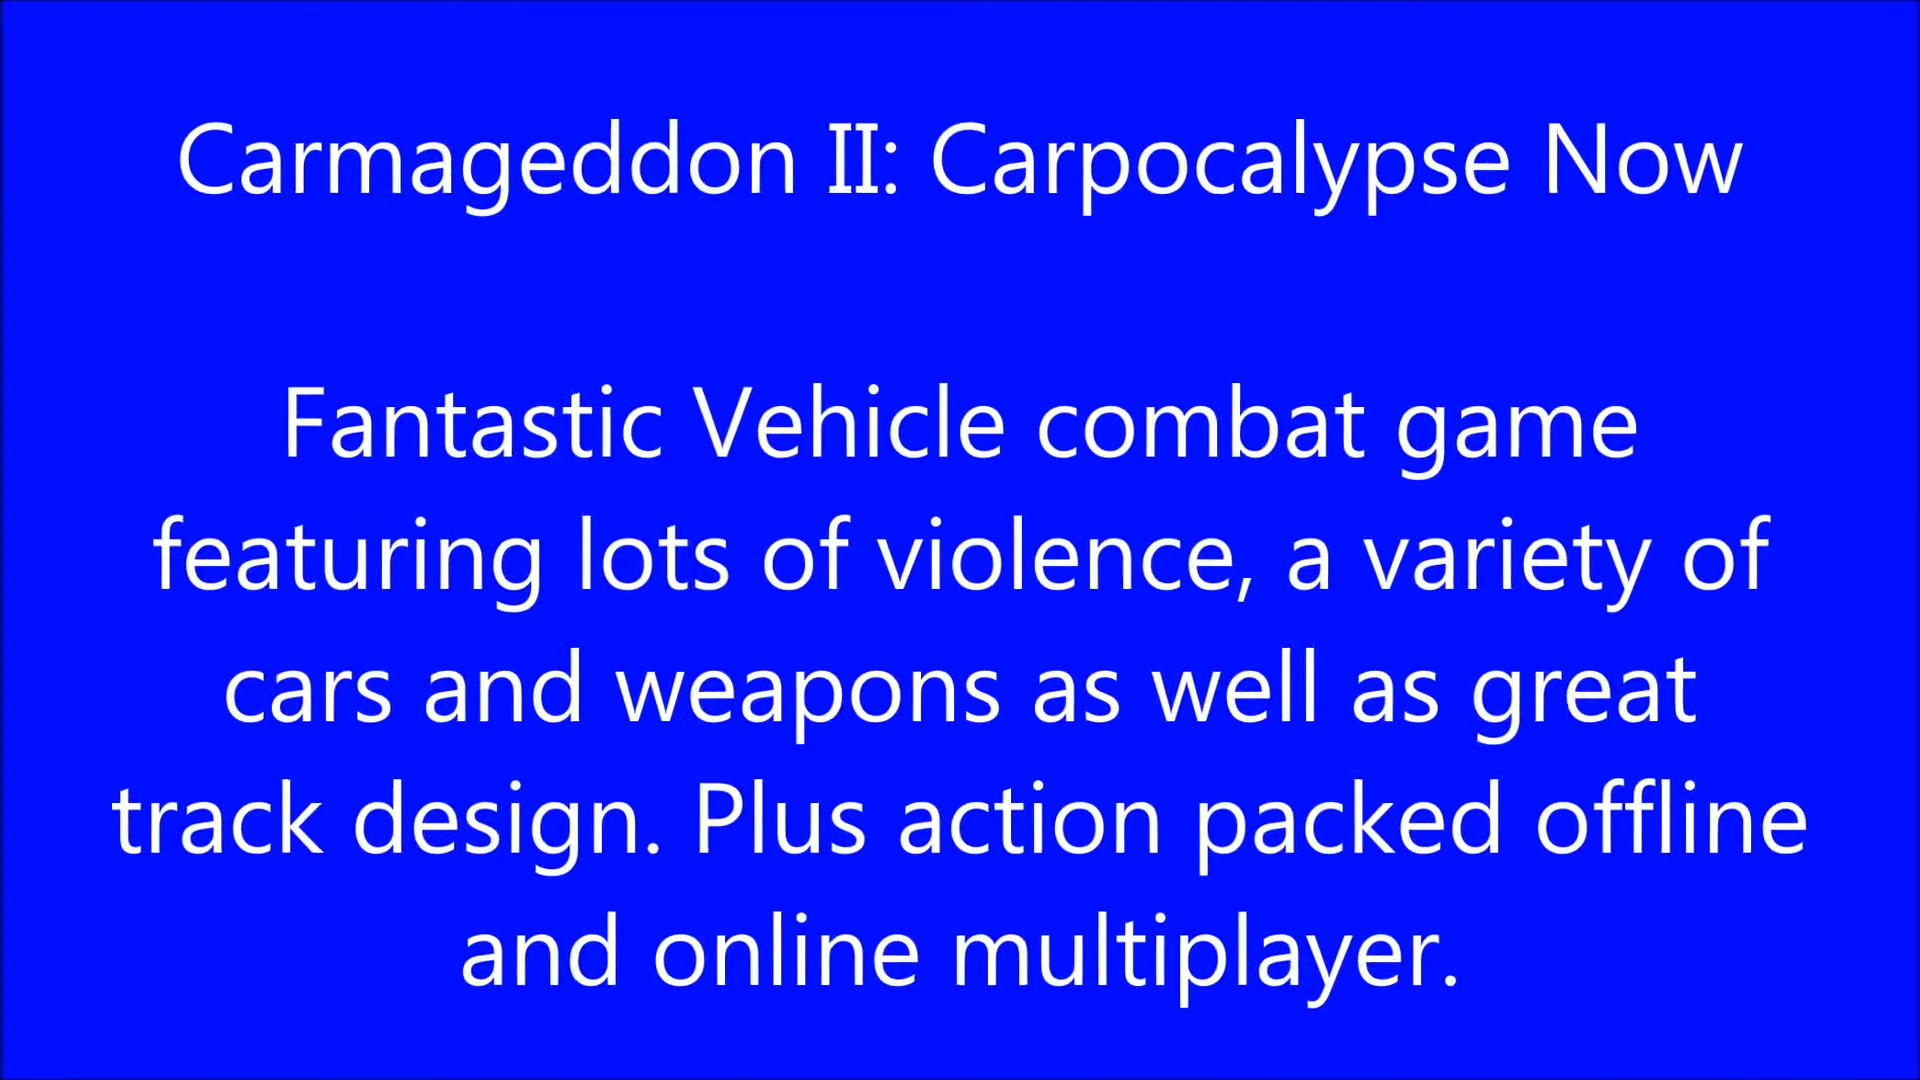 Carmageddon II: Carpocalypse Now
Fantastic Vehicle combat game
featuring lots of violence, a variety of
cars and weapons as well as great
track design. Plus action packed offline
and online multiplayer.